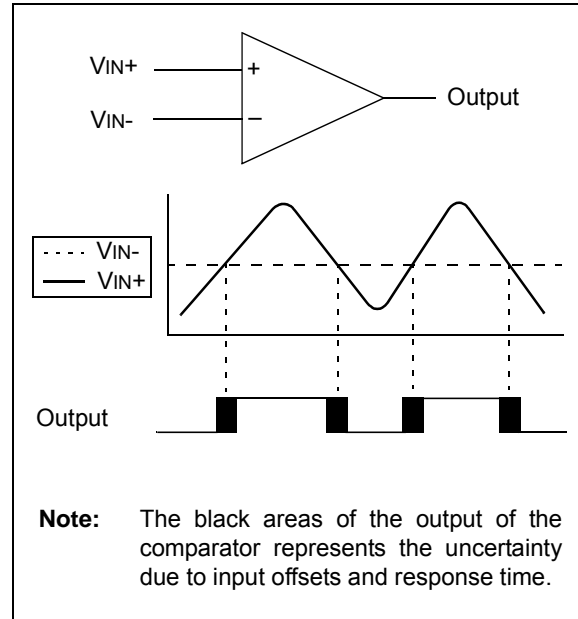 VIN+
+
Output
VIN-
–
VIN-
VIN+
Output
Note: The black areas of the output of the
comparator represents the uncertainty
due to input offsets and response time.